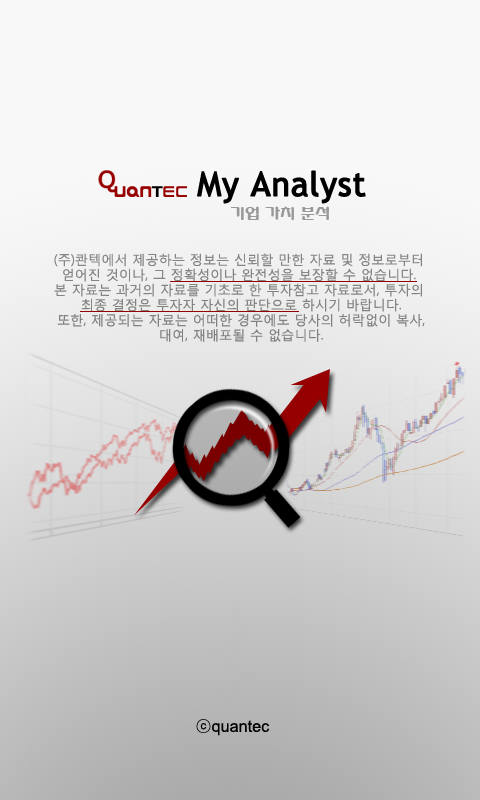 QUANTEC My Analyst
기업 가치 분석
(주)콴텍에서 제공하는 정보는 신뢰할 만한 자료 및 정보로부터
얻어진 것이나, 그 정확성이나 완전성을 보장할 수 없습니다.
본 자료는 과거의 자료를 기초로 한 투자참고 자료로서, 투자의
최종 결정은 투자자 자신의 판단으로 하시기 바랍니다.
또한, 제공되는 자료는 어떠한 경우에도 당사의 허락없이 복사,
대여, 재배포될 수 없습니다.
ⓒquantec